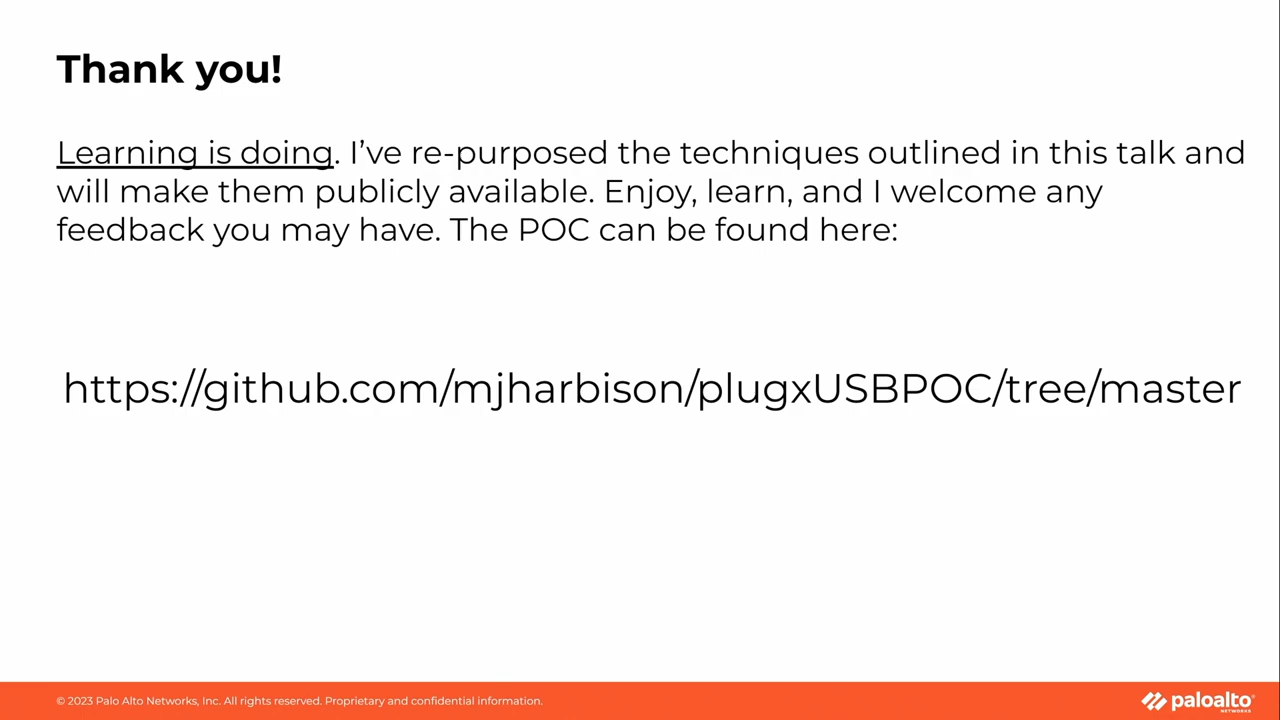 Thank you!
Learning is doing. I’ve re-purposed the techniques outlined in this talk and
will make them publicly available. Enjoy, learn, and I welcome any
feedback you may have. The POC can be found here:
https://github.com/mjharbison/plugxUSBPOC/tree/master
© 2023 Palo Alto Networks, Inc. All rights reserved. Proprietary and confidential information.
paloalto
NETWORKS